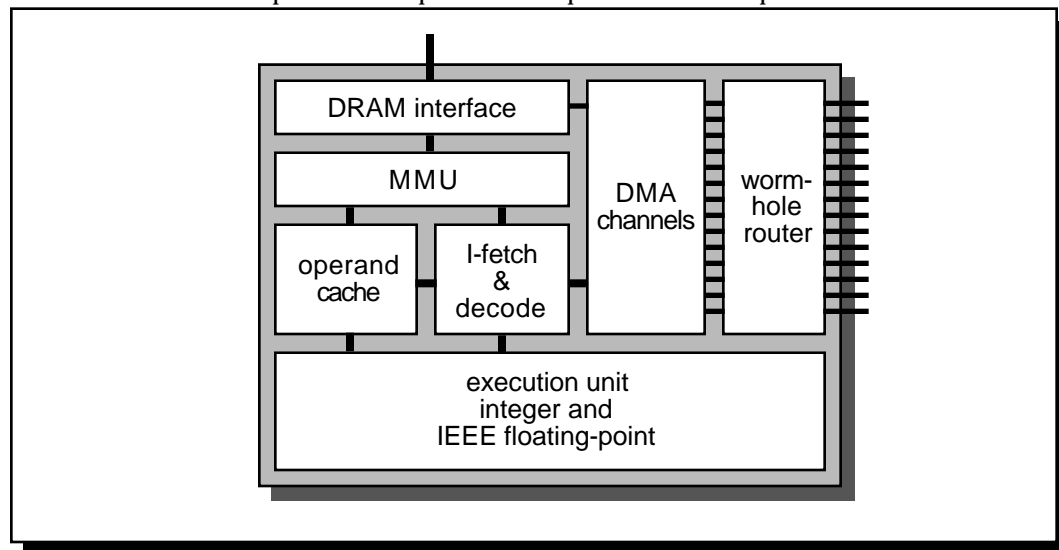 DRAM interface
MMU
operand
cache
I-fetch
&
decode
DMA
channels
worm-
hole
router
execution unit
integer and
IEEE floating-point